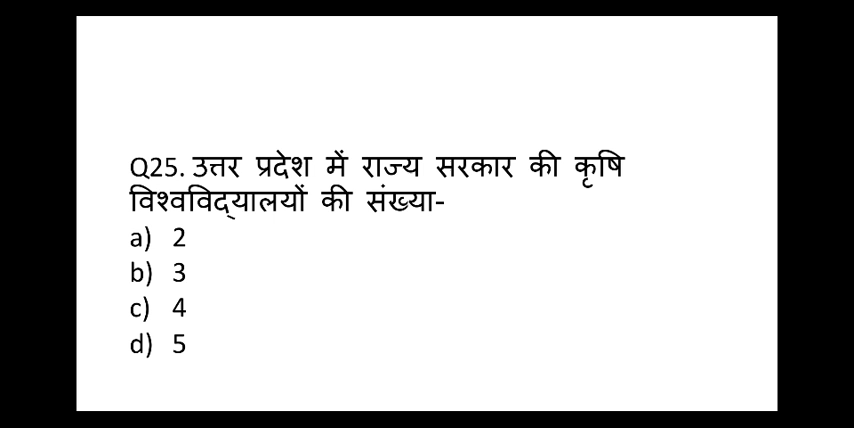 Q25. उत्तर प्रदेश में राज्य सरकार की कृषि
विश्वविद्यालयों की संख्या-
a) 2
b) 3
c) 4
d) 5